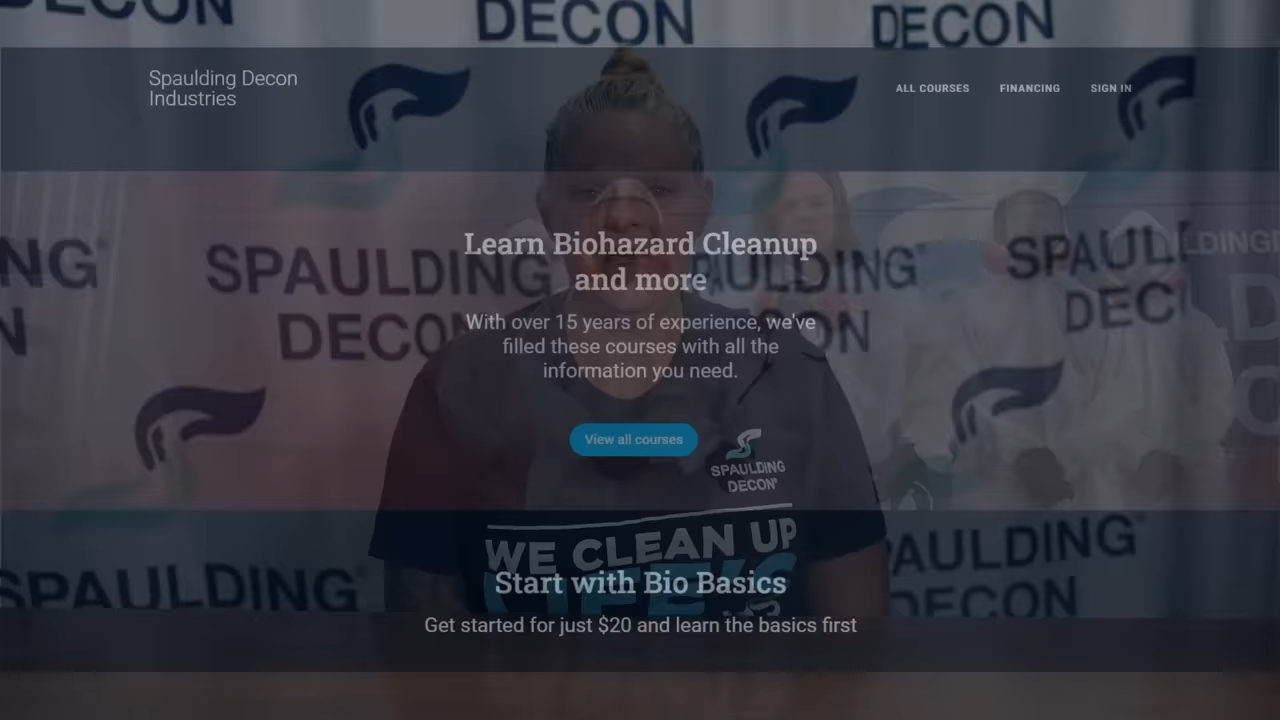 DECON
DECON
DECON
Spaulding Decon
Industries
ALL COURSES
FINANCING
SIGN IN
Learn Biohazard Cleanup
and more
SPAULDING
DECON
With over 15 years of experience, we've
filled these courses with all the
information you need.
View all courses
SPAULDING
DECON®
WE CLEAN UP
LIFE'S
Start with Bio Basics
SPAULDING
DECON
Get started for just $20 and learn the basics first